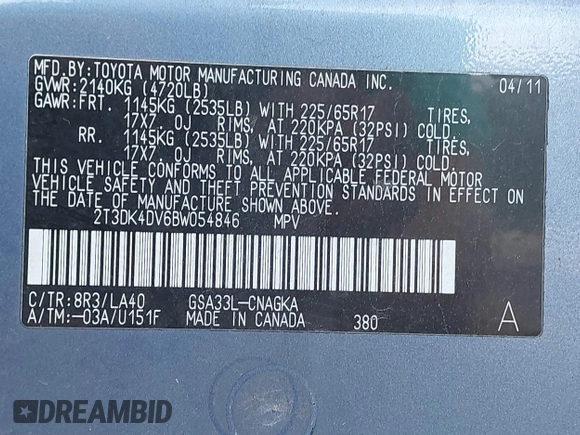 MFD.BY:TOYOTA MOTOR MANUFACTURING CANADA INC.
GVWR:2140KG (4720LB) 04/11
GAWR:FRT. 1145KG (2535LB) WITH 225/65R17 TIRES,
17X7 0J RIMS, AT 220KPA (32PSI) COLD.
RR. 1145KG (2535LB) WITH 225/65R17 TIRES,
17X7 0J RIMS, AT 220KPA (32PSI) COLD.
THIS VEHICLE CONFORMS TO ALL APPLICABLE FEDERAL MOTOR
VEHICLE SAFETY AND THEFT PREVENTION STANDARDS IN EFFECT ON
THE DATE OF MANUFACTURE SHOWN ABOVE.
2T3DK4DV6BW054846 MPV
C/TR:8R3/LA40 GSA33L-CNAGKA
A/TM:-03A/U151F MADE IN CANADA 380 A
DREAMBID